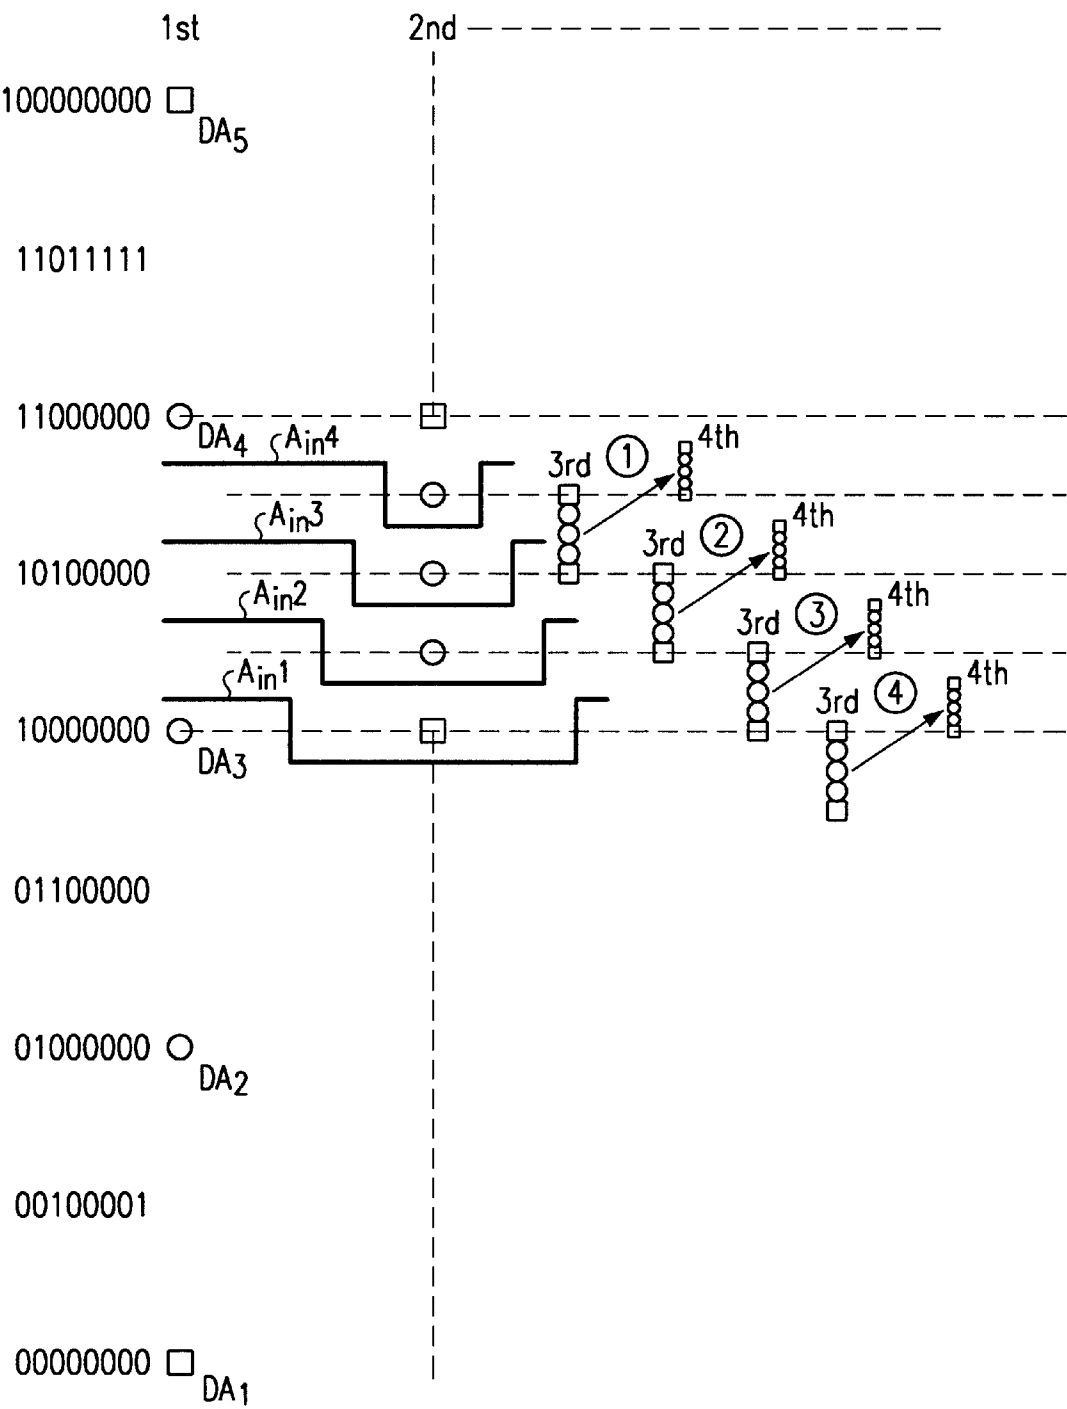 1st 2nd
100000000
DA5
11011111
11000000
DA4 Ain4
3rd 1 4th
Ain3
3rd 2 4th
10100000
Ain2
3rd 3 4th
Ain1
3rd 4 4th
10000000
DA3
01100000
01000000
DA2
00100001
00000000
DA1